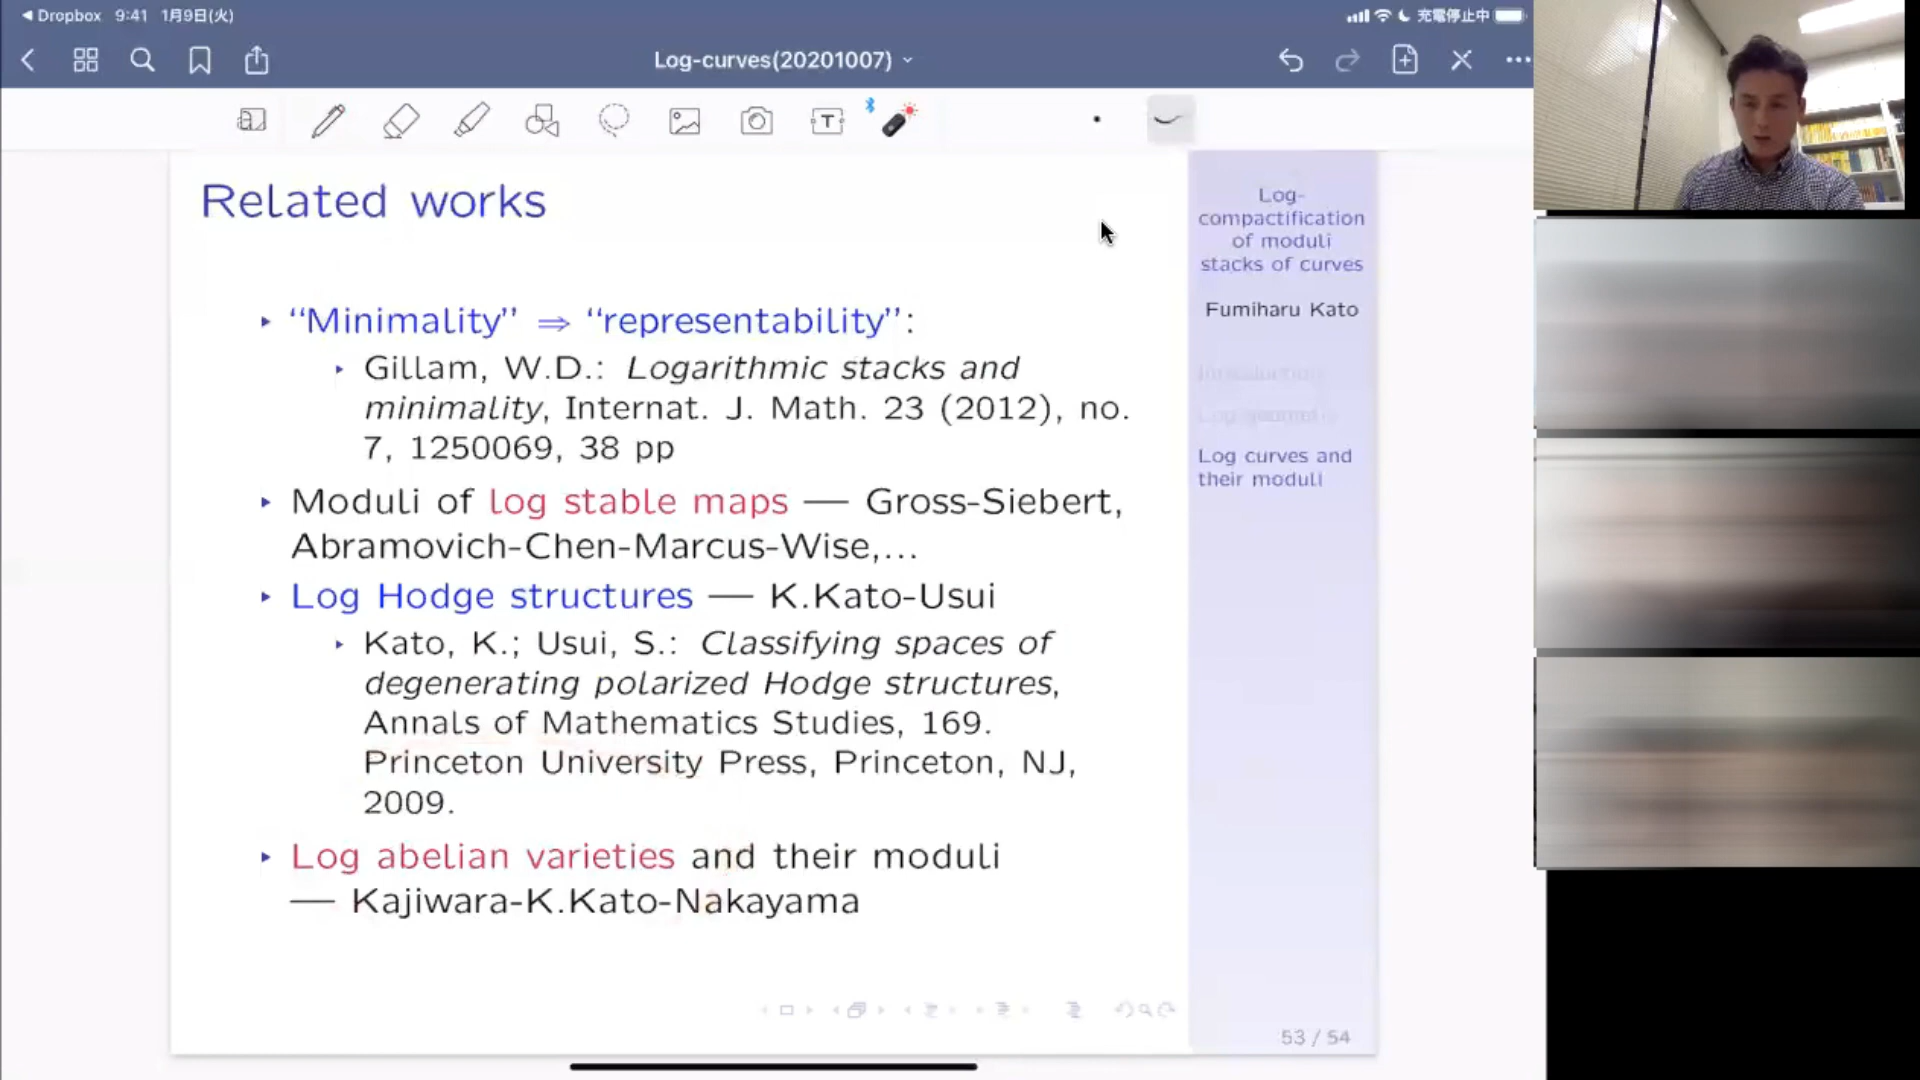 Dropbox 9:41 1月9日(火)
充電停止中
Log-curves(20201007)
Related works
“Minimality” ⇒ “representability”:
Gillam, W.D.: Logarithmic stacks and
minimality, Internat. J. Math. 23 (2012), no.
7, 1250069, 38 pp
Moduli of log stable maps — Gross-Siebert,
Abramovich-Chen-Marcus-Wise,...
Log Hodge structures — K.Kato-Usui
Kato, K.; Usui, S.: Classifying spaces of
degenerating polarized Hodge structures,
Annals of Mathematics Studies, 169.
Princeton University Press, Princeton, NJ,
2009.
Log abelian varieties and their moduli
— Kajiwara-K.Kato-Nakayama
Log-
compactification
of moduli
stacks of curves
Fumiharu Kato
Introduction
Log geometry
Log curves and
their moduli
53 / 54